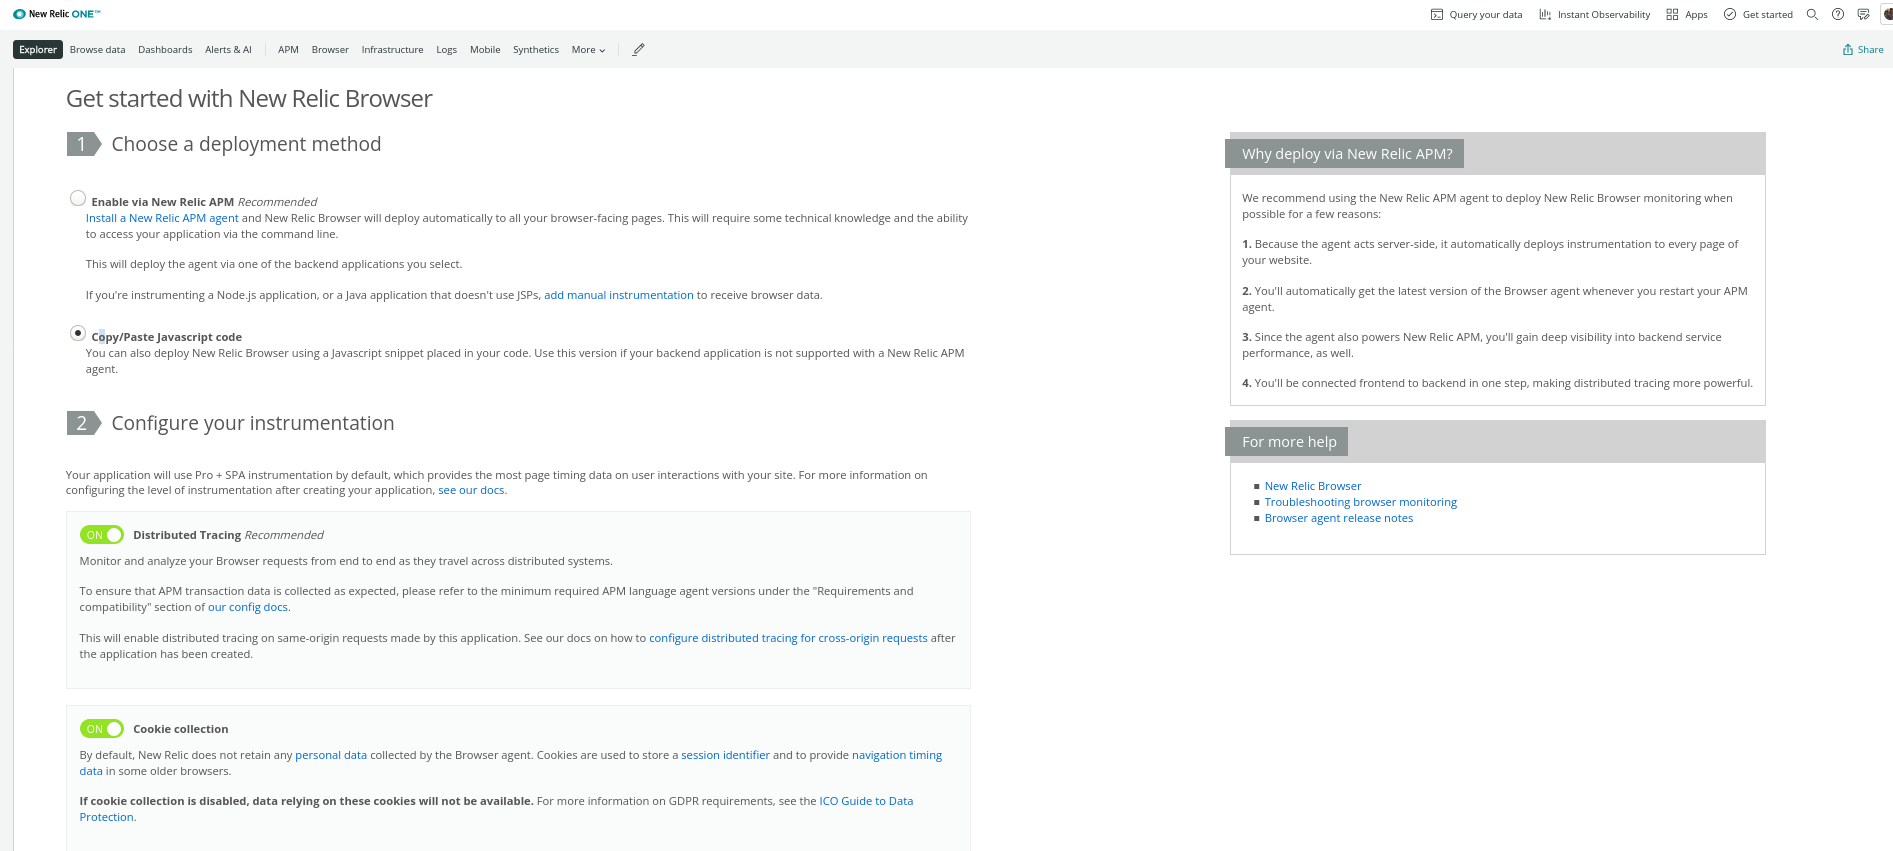 New Relic ONE™
Query your data
Instant Observability
Apps
Get started
Explorer
Browse data
Dashboards
Alerts & AI
APM
Browser
Infrastructure
Logs
Mobile
Synthetics
More
Share
Get started with New Relic Browser
1 Choose a deployment method
Enable via New Relic APM Recommended
Install a New Relic APM agent and New Relic Browser will deploy automatically to all your browser-facing pages. This will require some technical knowledge and the ability
to access your application via the command line.
This will deploy the agent via one of the backend applications you select.
If you're instrumenting a Node.js application, or a Java application that doesn't use JSPs, add manual instrumentation to receive browser data.
Copy/Paste Javascript code
You can also deploy New Relic Browser using a Javascript snippet placed in your code. Use this version if your backend application is not supported with a New Relic APM
agent.
2 Configure your instrumentation
Your application will use Pro + SPA instrumentation by default, which provides the most page timing data on user interactions with your site. For more information on
configuring the level of instrumentation after creating your application, see our docs.
ON Distributed Tracing Recommended
Monitor and analyze your Browser requests from end to end as they travel across distributed systems.
To ensure that APM transaction data is collected as expected, please refer to the minimum required APM language agent versions under the "Requirements and
compatibility" section of our config docs.
This will enable distributed tracing on same-origin requests made by this application. See our docs on how to configure distributed tracing for cross-origin requests after
the application has been created.
ON Cookie collection
By default, New Relic does not retain any personal data collected by the Browser agent. Cookies are used to store a session identifier and to provide navigation timing
data in some older browsers.
If cookie collection is disabled, data relying on these cookies will not be available. For more information on GDPR requirements, see the ICO Guide to Data
Protection.
Why deploy via New Relic APM?
We recommend using the New Relic APM agent to deploy New Relic Browser monitoring when
possible for a few reasons:
1. Because the agent acts server-side, it automatically deploys instrumentation to every page of
your website.
2. You'll automatically get the latest version of the Browser agent whenever you restart your APM
agent.
3. Since the agent also powers New Relic APM, you'll gain deep visibility into backend service
performance, as well.
4. You'll be connected frontend to backend in one step, making distributed tracing more powerful.
For more help
New Relic Browser
Troubleshooting browser monitoring
Browser agent release notes